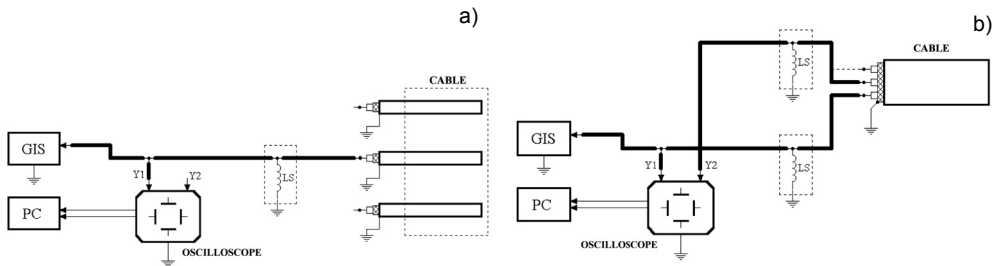 a)
CABLE
GIS
Y1
Y2
LS
PC
OSCILLOSCOPE
b)
CABLE
LS
GIS
Y1
Y2
LS
PC
OSCILLOSCOPE